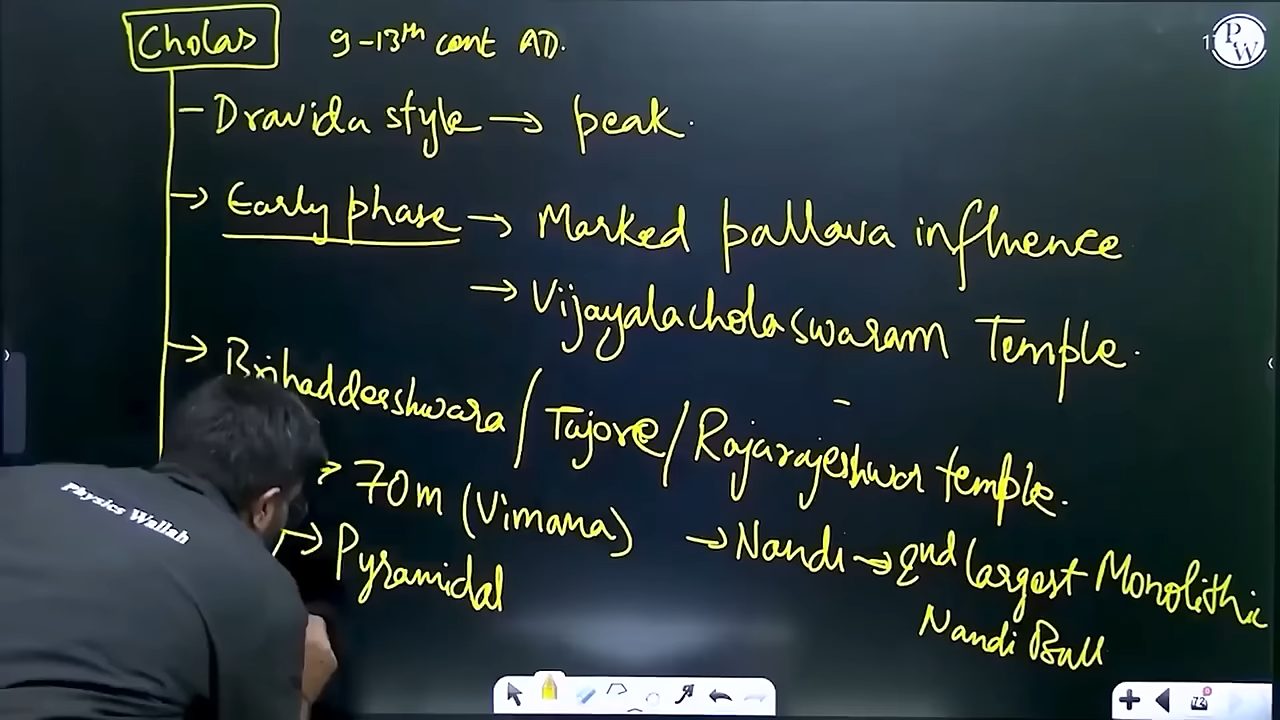 Cholas 9-13th cent AD.
- Dravida style → peak.
→ Early phase → Marked pallava influence
→ Vijayalacholaswaram Temple.
→ Brihaddeeshwara / Tajore / Rajarajeshwar temple.
→ 70m (Vimana) → Nandi → 2nd largest Monolithic
Nandi Bull
→ Pyramidal
Physics Wallah
PW